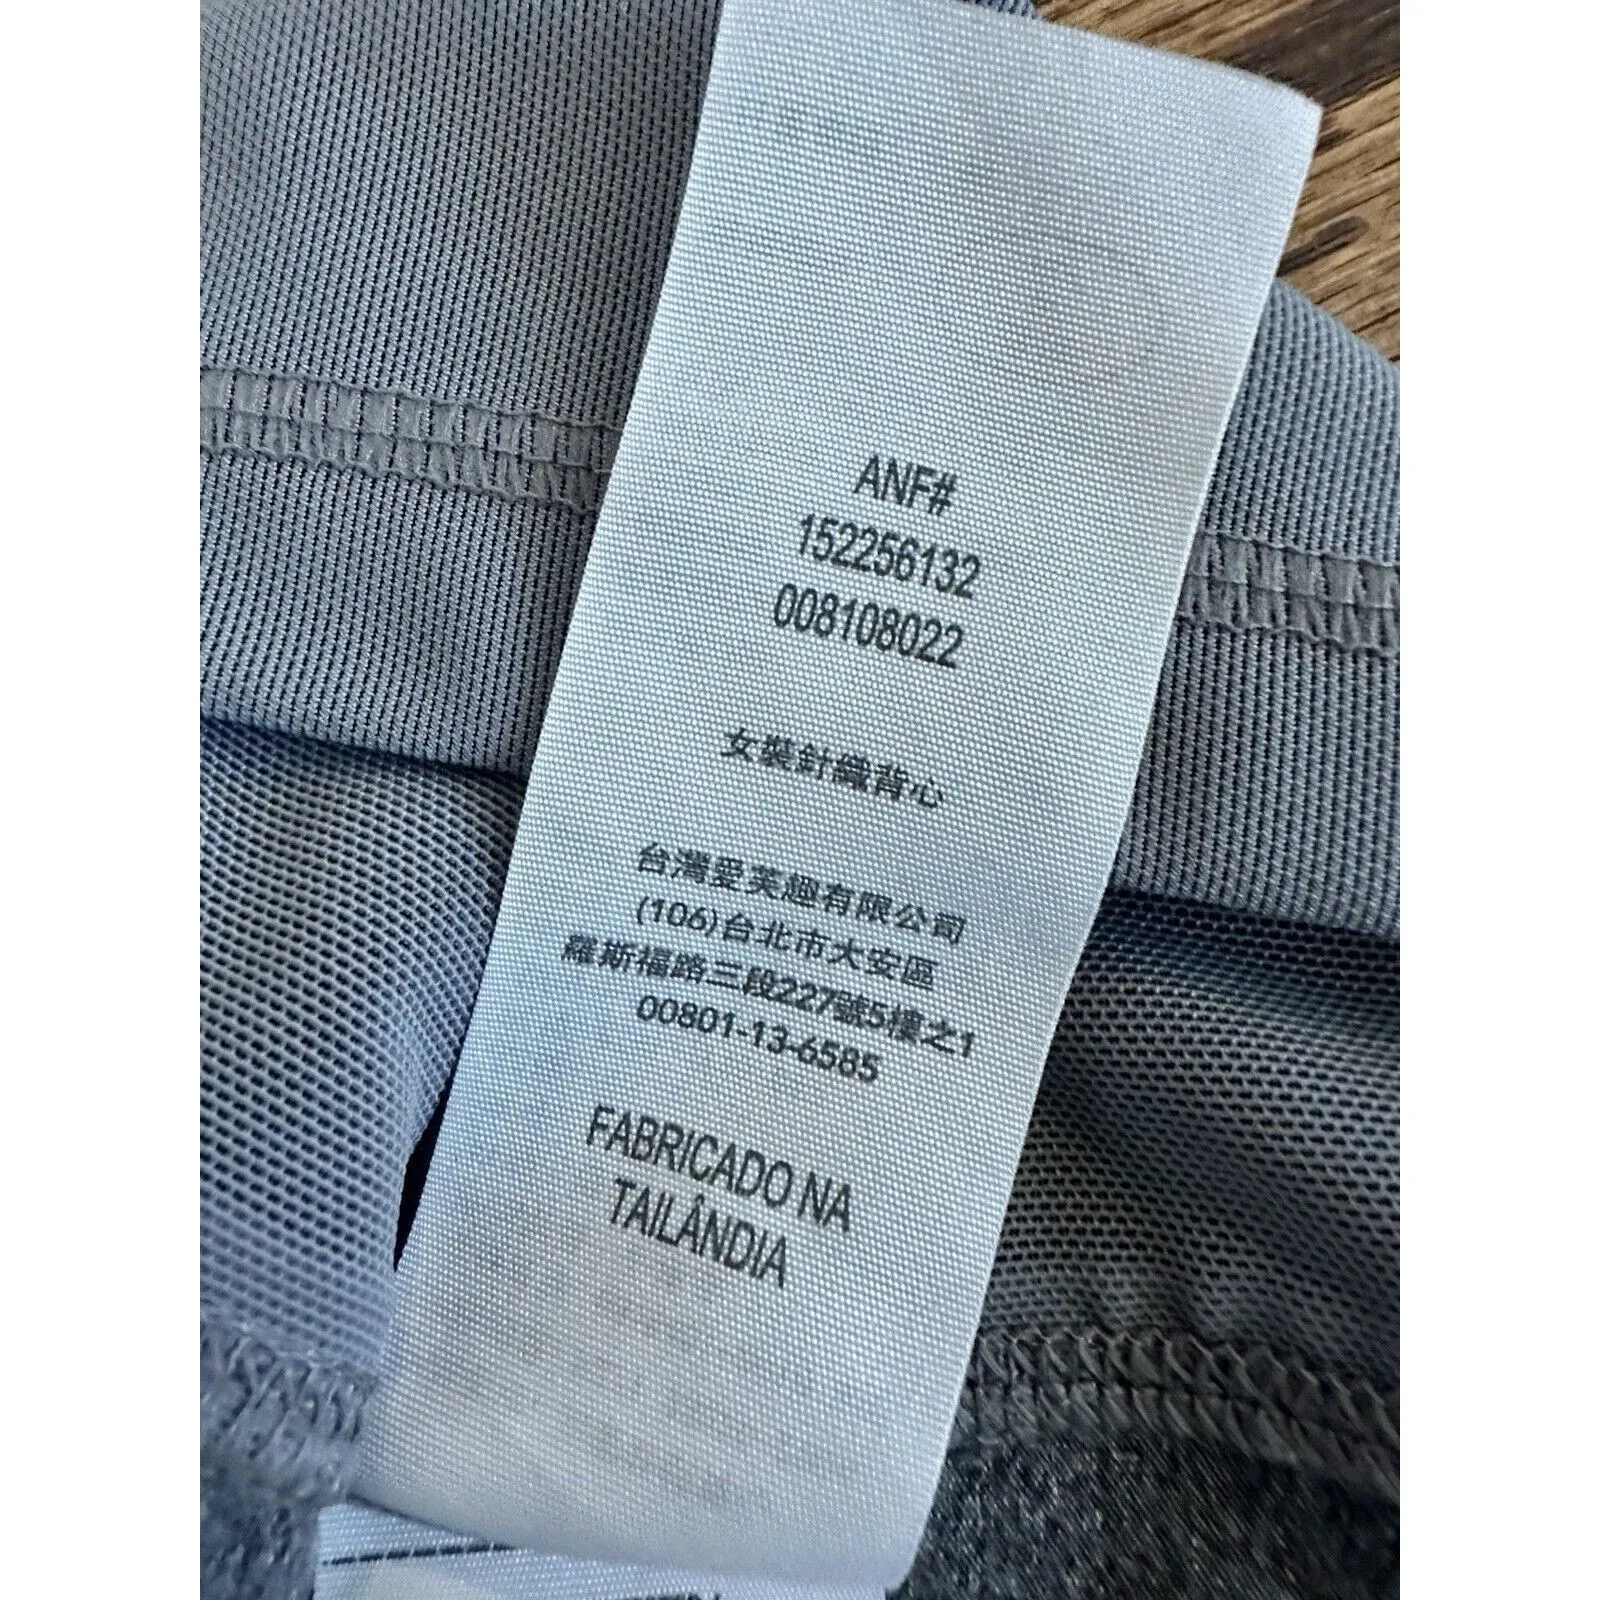 ANF#
152256132
008108022
女裝針織背心
台灣愛芙趣有限公司
(106)台北市大安區
羅斯福路三段227號5樓之1
00801-13-6585
FABRICADO NA
TAILÂNDIA